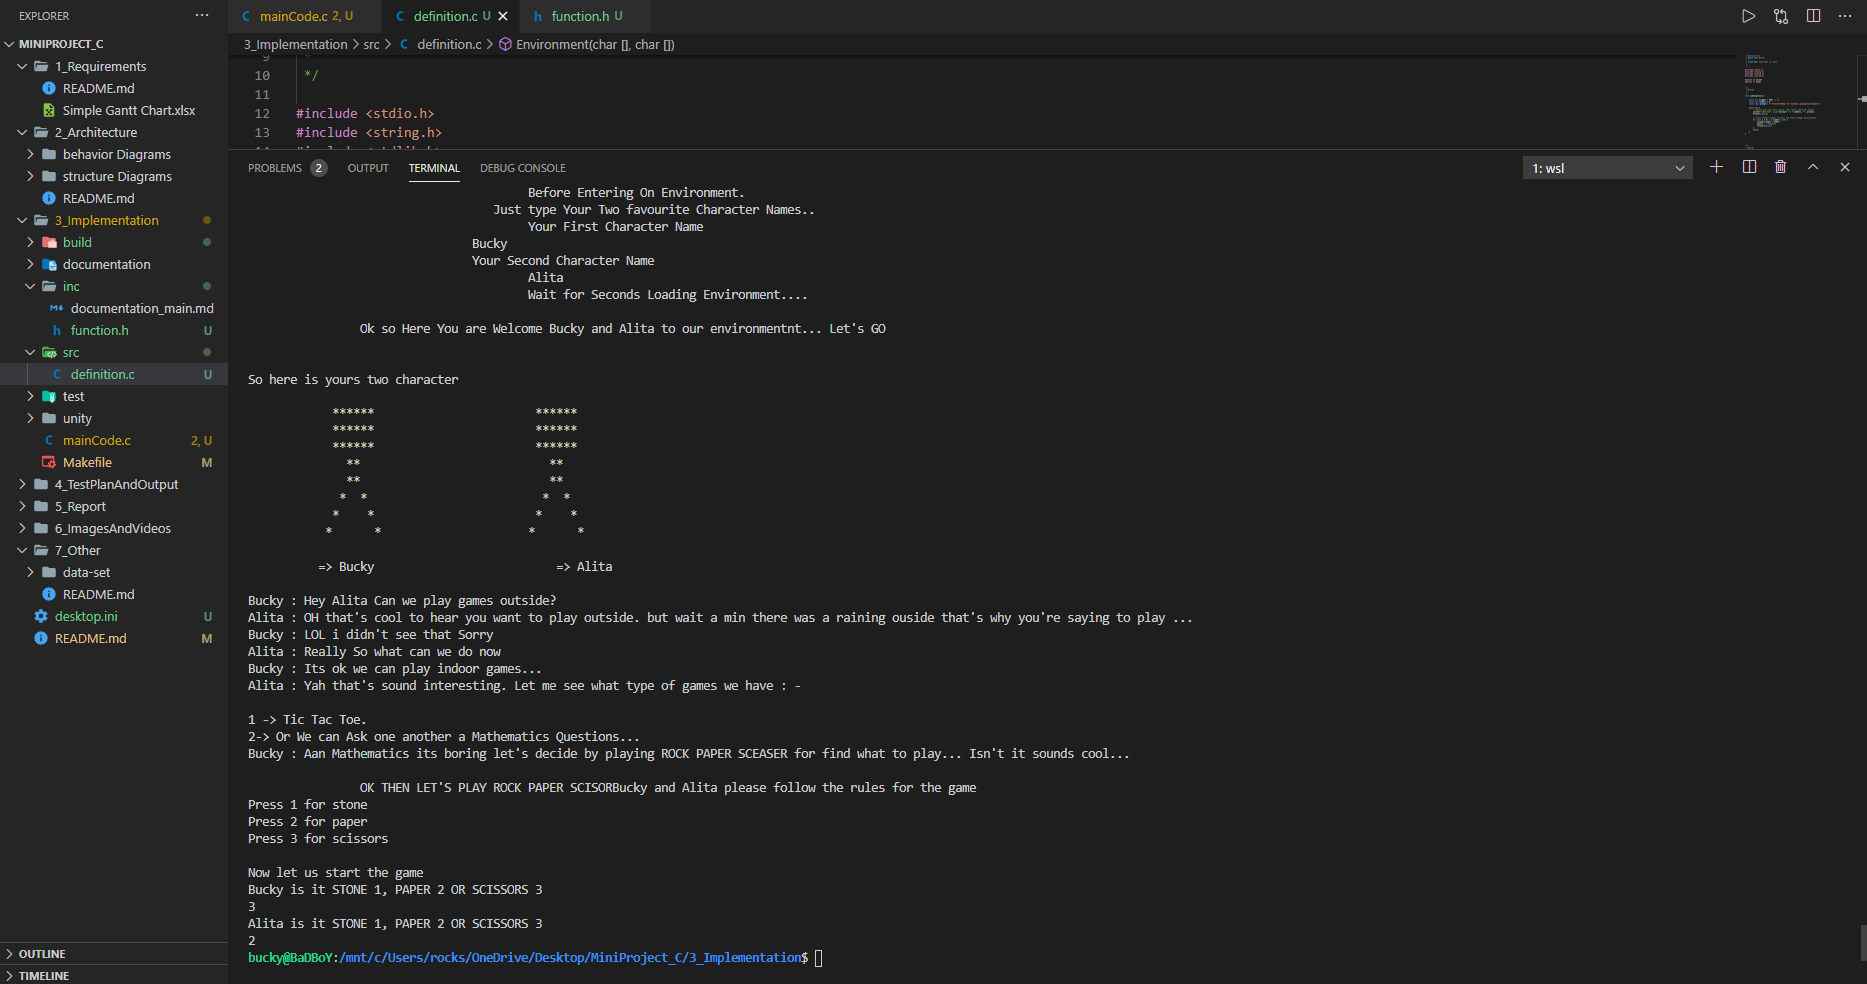 EXPLORER ...
MINIPROJECT_C
1_Requirements
README.md
Simple Gantt Chart.xlsx
2_Architecture
behavior Diagrams
structure Diagrams
README.md
3_Implementation
build
documentation
inc
documentation_main.md
function.h U
src
definition.c U
test
unity
mainCode.c 2, U
Makefile M
4_TestPlanAndOutput
5_Report
6_ImagesAndVideos
7_Other
data-set
README.md
desktop.ini U
README.md M
OUTLINE
TIMELINE
C mainCode.c 2, U C definition.c U h function.h U
3_Implementation > src > C definition.c > Environment(char [], char [])
9
10 */
11
12 #include <stdio.h>
13 #include <string.h>
14 #include <stdlib.h>
PROBLEMS 2 OUTPUT TERMINAL DEBUG CONSOLE 1: wsl
Before Entering On Environment.
Just type Your Two favourite Character Names..
Your First Character Name
Bucky
Your Second Character Name
Alita
Wait for Seconds Loading Environment....
Ok so Here You are Welcome Bucky and Alita to our environmentnt... Let's GO
So here is yours two character
****** ******
****** ******
****** ******
** **
** **
* * * *
* * * *
* * * *
=> Bucky => Alita
Bucky : Hey Alita Can we play games outside?
Alita : OH that's cool to hear you want to play outside. but wait a min there was a raining ouside that's why you're saying to play ...
Bucky : LOL i didn't see that Sorry
Alita : Really So what can we do now
Bucky : Its ok we can play indoor games...
Alita : Yah that's sound interesting. Let me see what type of games we have : -
1 -> Tic Tac Toe.
2-> Or We can Ask one another a Mathematics Questions...
Bucky : Aan Mathematics its boring let's decide by playing ROCK PAPER SCEASER for find what to play... Isn't it sounds cool...
OK THEN LET'S PLAY ROCK PAPER SCISORBucky and Alita please follow the rules for the game
Press 1 for stone
Press 2 for paper
Press 3 for scissors
Now let us start the game
Bucky is it STONE 1, PAPER 2 OR SCISSORS 3
3
Alita is it STONE 1, PAPER 2 OR SCISSORS 3
2
bucky@BaDBoY:/mnt/c/Users/rocks/OneDrive/Desktop/MiniProject_C/3_Implementation$